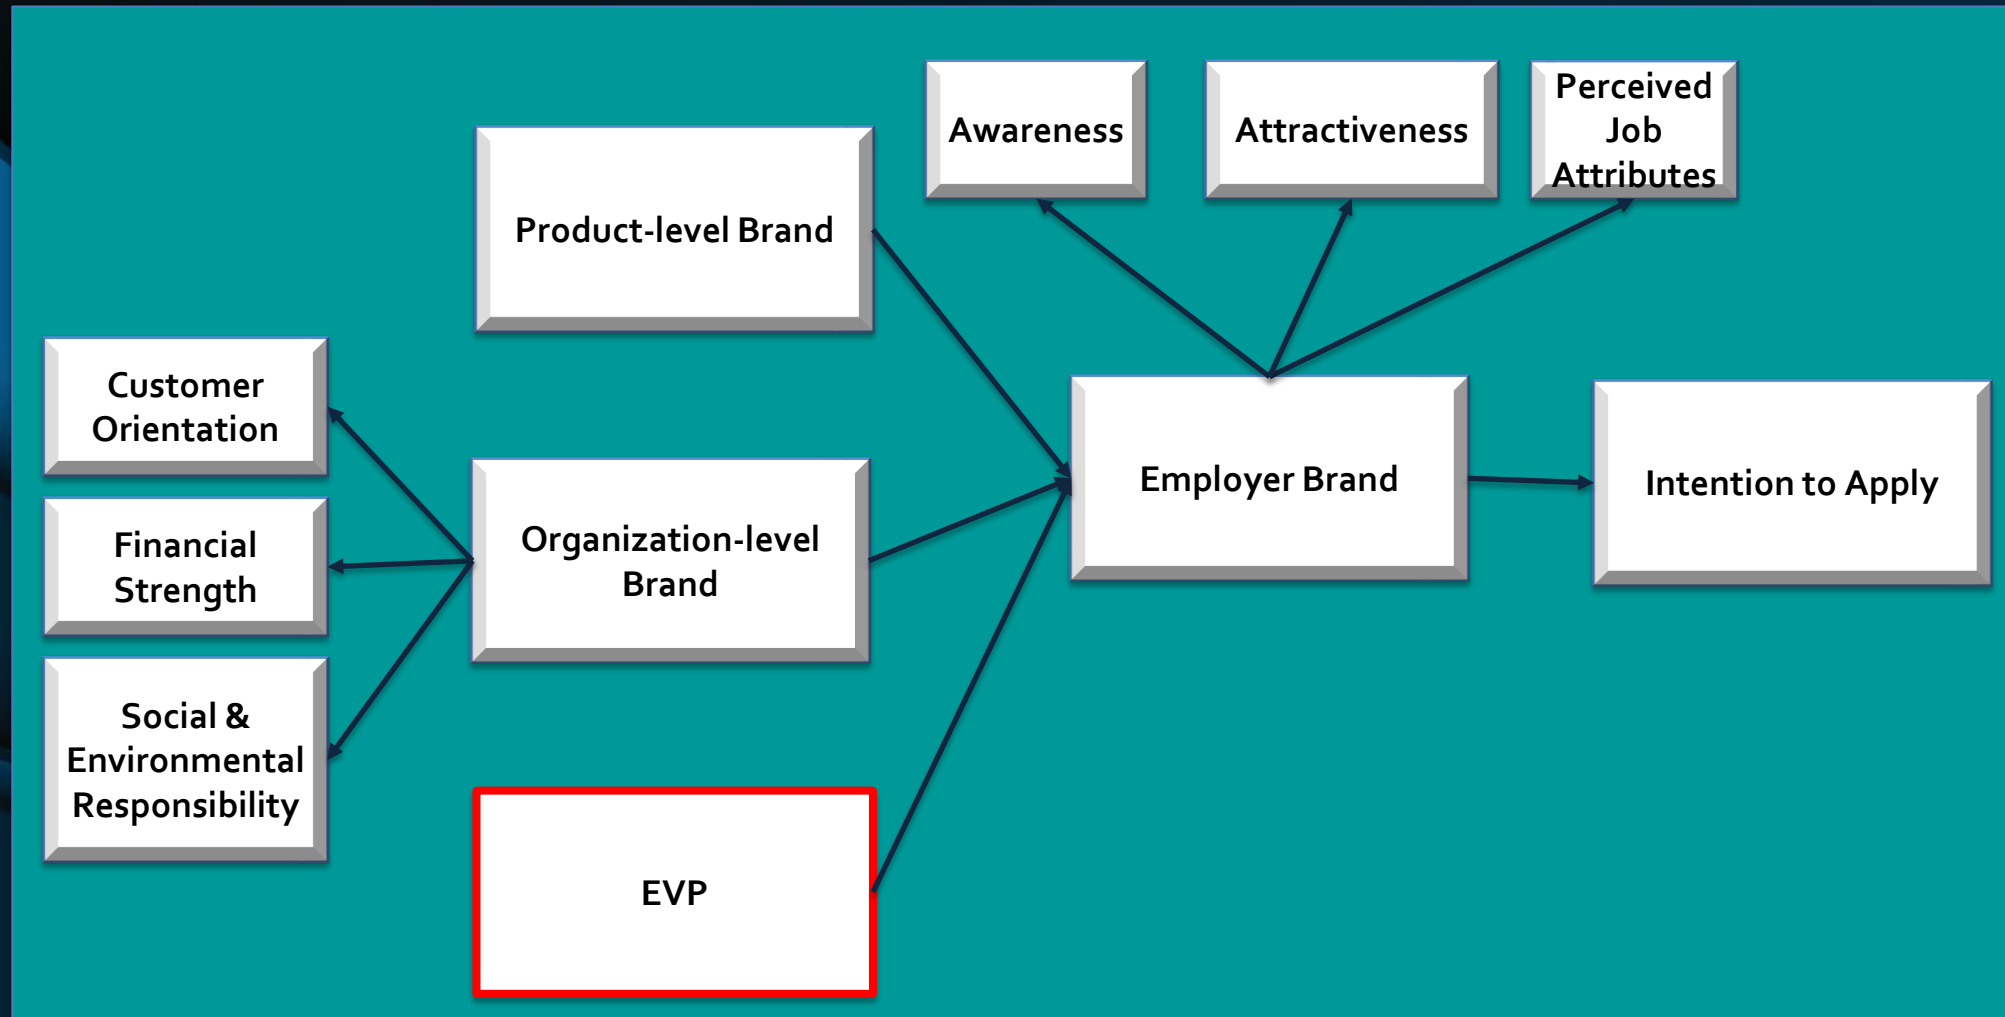 Awareness
Attractiveness
Perceived
Job
Attributes
Product-level Brand
Customer
Orientation
Financial
Strength
Social &
Environmental
Responsibility
Organization-level
Brand
Employer Brand
Intention to Apply
EVP